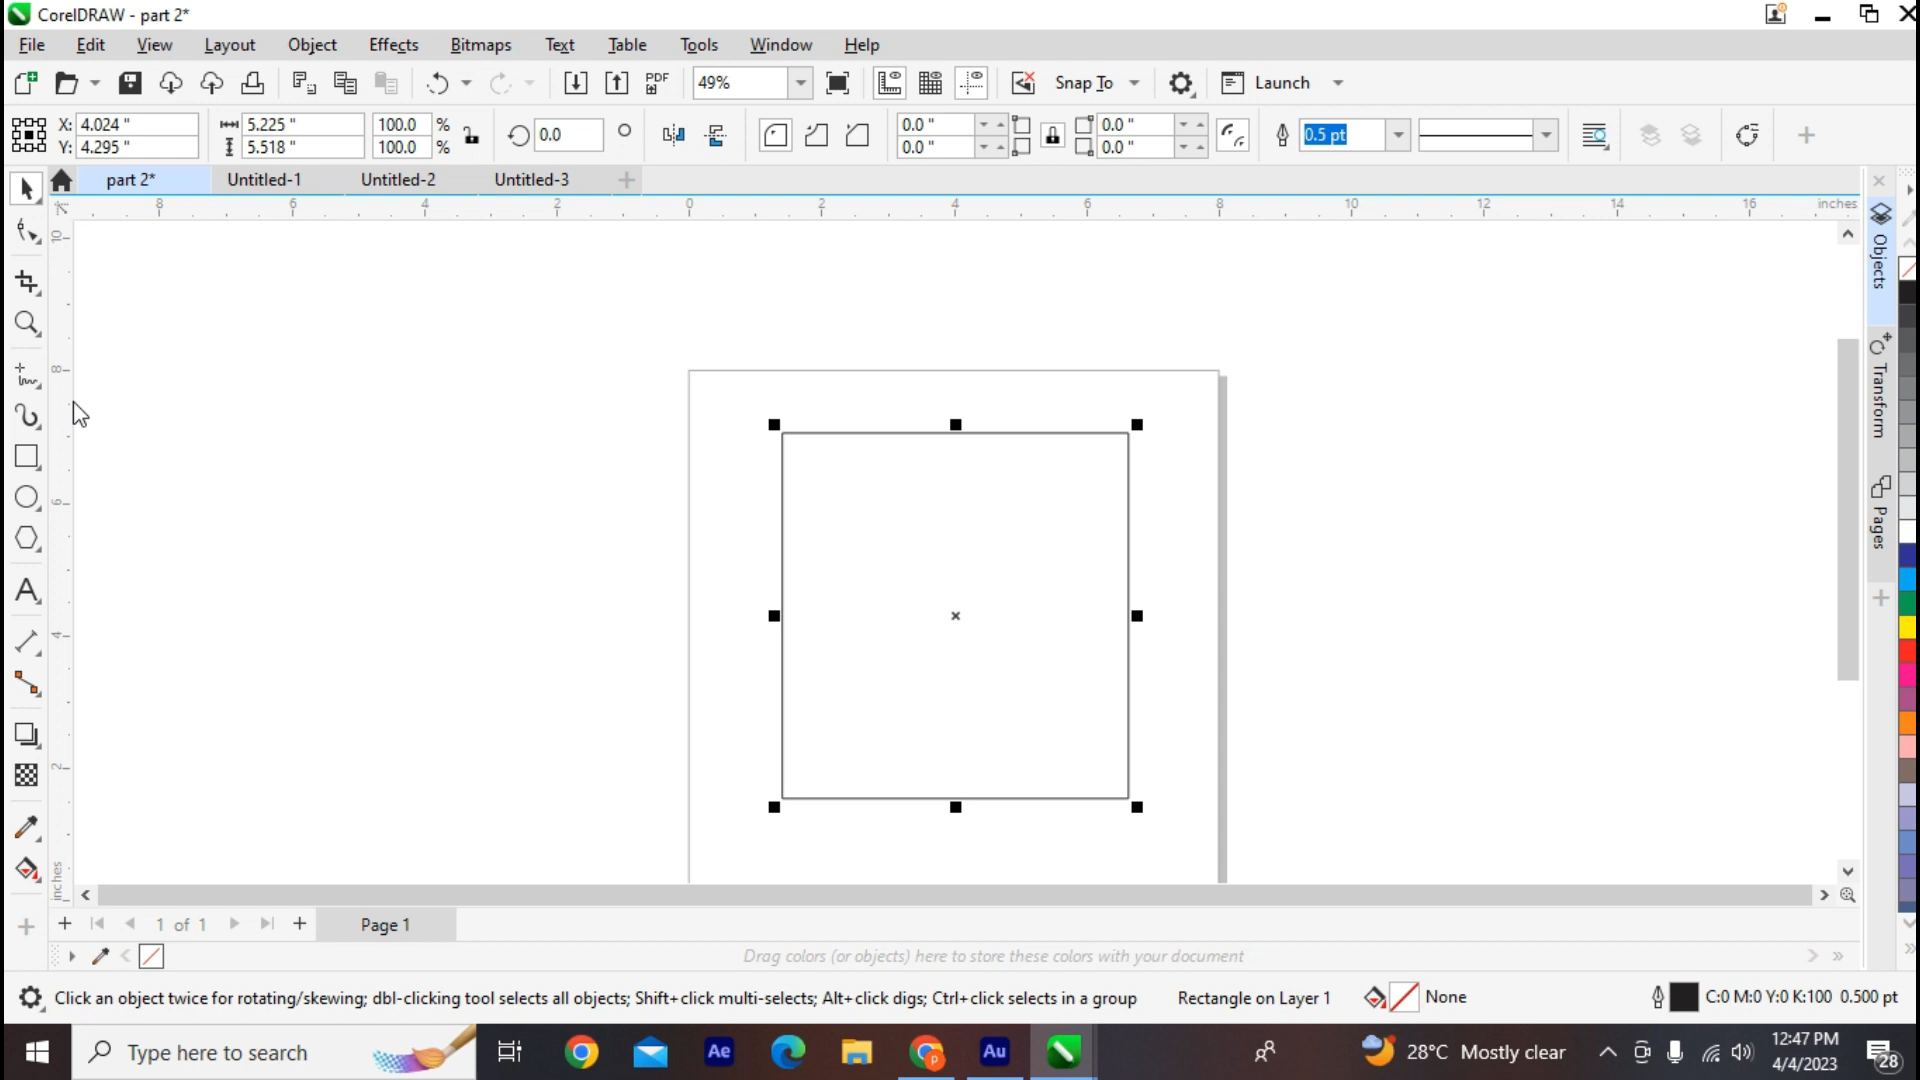 CorelDRAW - part 2*
File Edit View Layout Object Effects Bitmaps Text Table Tools Window Help
PDF 49% Snap To Launch
X: 4.024 " 5.225 " 100.0 % 0.0 0.0 " 0.0 " 0.5 pt
Y: 4.295 " 5.518 " 100.0 % 0.0 " 0.0 "
part 2* Untitled-1 Untitled-2 Untitled-3
8 6 4 2 0 2 4 6 8 10 12 14 16 inches
10
8
6
4
2
inches
Objects
Transform
Pages
1 of 1 Page 1
Drag colors (or objects) here to store these colors with your document
Click an object twice for rotating/skewing; dbl-clicking tool selects all objects; Shift+click multi-selects; Alt+click digs; Ctrl+click selects in a group Rectangle on Layer 1 None C:0 M:0 Y:0 K:100 0.500 pt
Type here to search Ae P Au 28°C Mostly clear 12:47 PM
4/4/2023 28